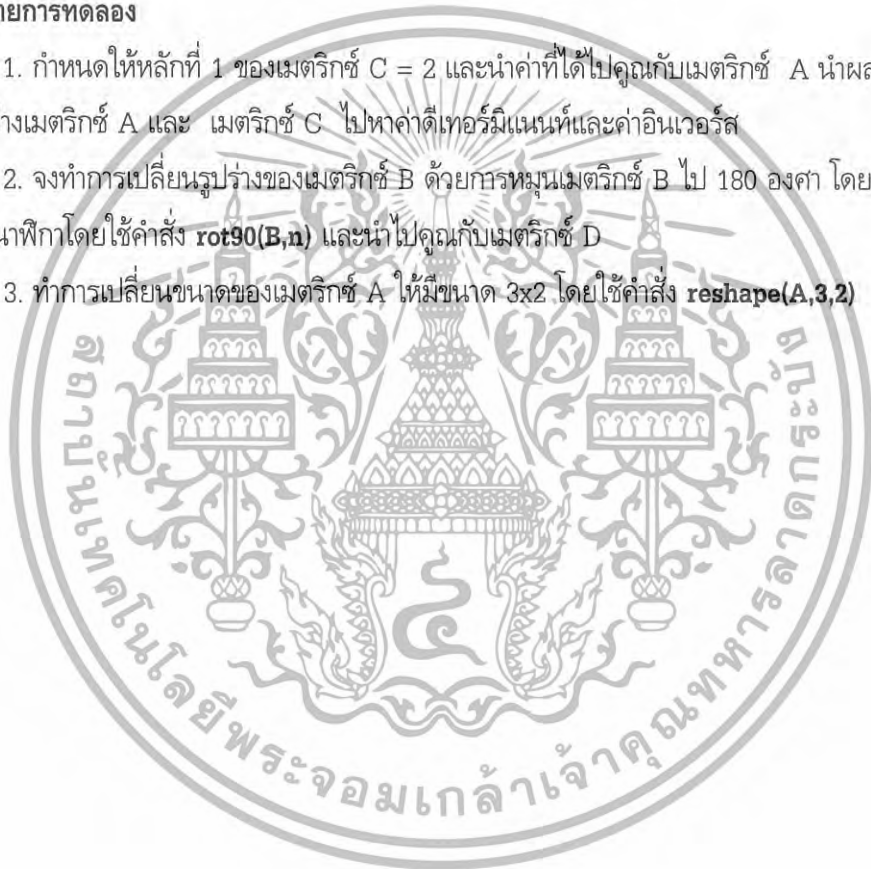 ายการทดลอง
1. กำหนดให้หลักที่ 1 ของเมตริกซ์ C = 2 และนำค่าที่ได้ไปคูณกับเมตริกซ์ A นำผล
างเมตริกซ์ A และ เมตริกซ์ C ไปหาค่าดีเทอร์มิแนนท์และค่าอินเวอร์ส
2. จงทำการเปลี่ยนรูปร่างของเมตริกซ์ B ด้วยการหมุนเมตริกซ์ B ไป 180 องศา โดย
นาฬิกาโดยใช้คำสั่ง rot90(B,n) และนำไปคูณกับเมตริกซ์ D
3. ทำการเปลี่ยนขนาดของเมตริกซ์ A ให้มีขนาด 3x2 โดยใช้คำสั่ง reshape(A,3,2)
สถาบันเทคโนโลยีพระจอมเกล้าเจ้าคุณทหารลาดกระบัง